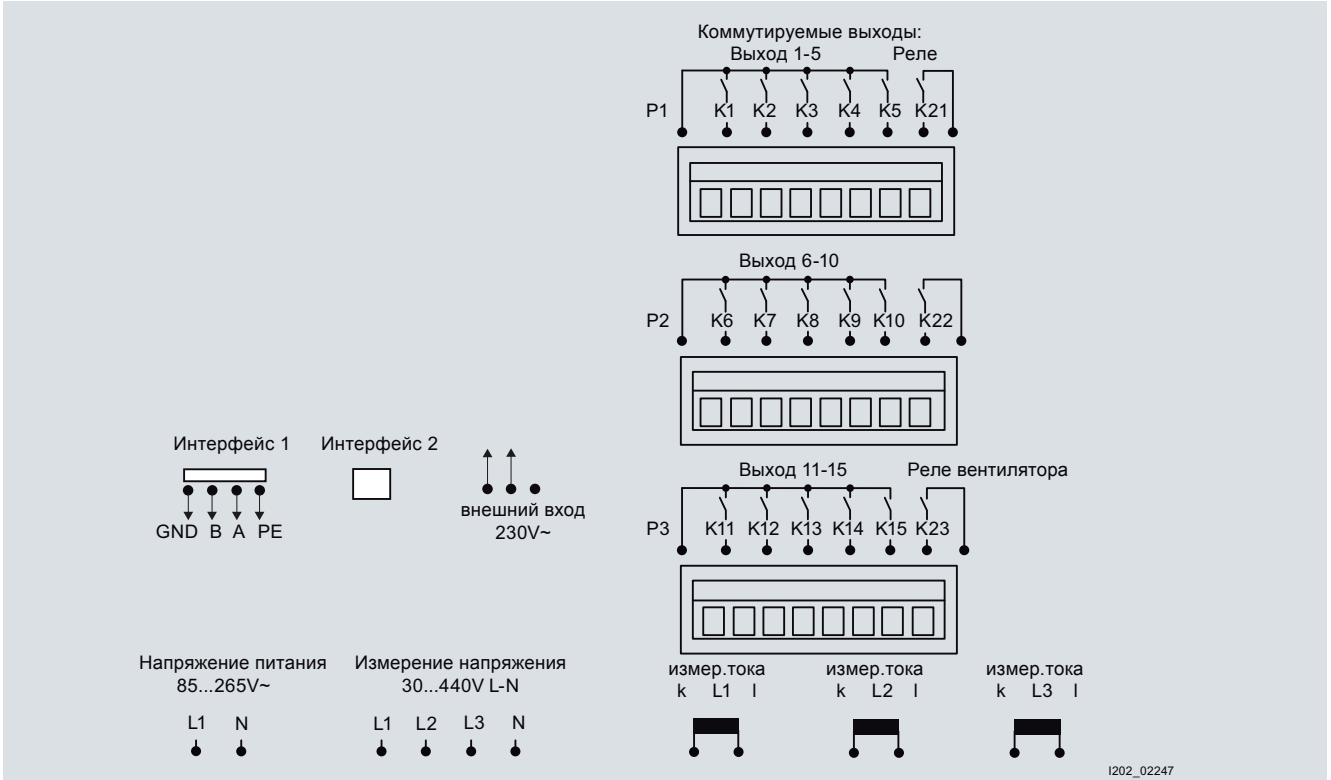 Коммутируемые выходы:
Выход 1-5 Реле
P1 K1 K2 K3 K4 K5 K21
Выход 6-10
P2 K6 K7 K8 K9 K10 K22
Выход 11-15 Реле вентилятора
P3 K11 K12 K13 K14 K15 K23
Интерфейс 1 Интерфейс 2
GND B A PE
внешний вход
230V~
Напряжение питания
85...265V~
L1 N
Измерение напряжения
30...440V L-N
L1 L2 L3 N
измер.тока
k L1 l
измер.тока
k L2 l
измер.тока
k L3 l
I202_02247